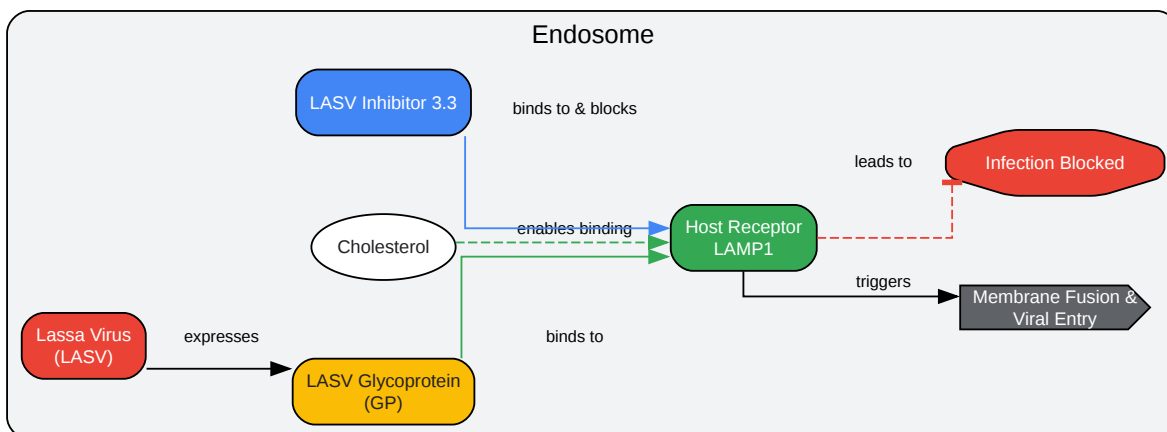 Endosome
LASV Inhibitor 3.3
binds to & blocks
leads to
Infection Blocked
enables binding
Cholesterol
Host Receptor
LAMP1
triggers
Membrane Fusion &
Viral Entry
Lassa Virus
(LASV)
expresses
binds to
LASV Glycoprotein
(GP)